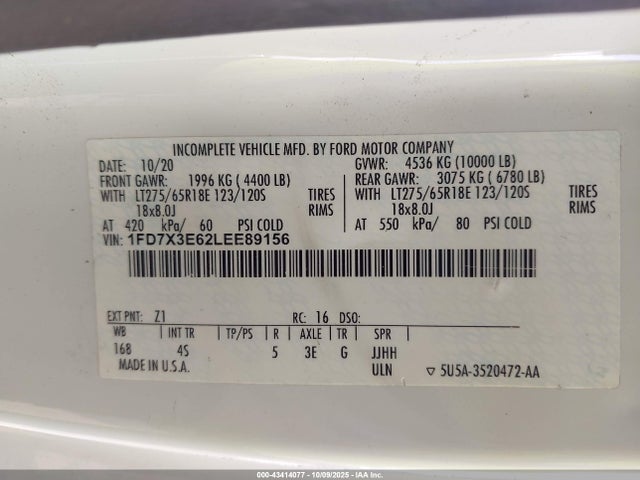 INCOMPLETE VEHICLE MFD. BY FORD MOTOR COMPANY
DATE: 10/20 GVWR: 4536 KG (10000 LB)
FRONT GAWR: 1996 KG ( 4400 LB) REAR GAWR: 3075 KG ( 6780 LB)
WITH LT275/65R18E 123/120S TIRES WITH LT275/65R18E 123/120S TIRES
18x8.0J RIMS 18x8.0J RIMS
AT 420 kPa/ 60 PSI COLD AT 550 kPa/ 80 PSI COLD
VIN: 1FD7X3E62LEE89156
EXT PNT: Z1 RC: 16 DSO:
WB INT TR TP/PS R AXLE TR SPR
168 4S 5 3E G JJHH
MADE IN U.S.A. ULN ▽ 5U5A-3520472-AA
000-43414077 - 10/09/2025 - IAA Inc.